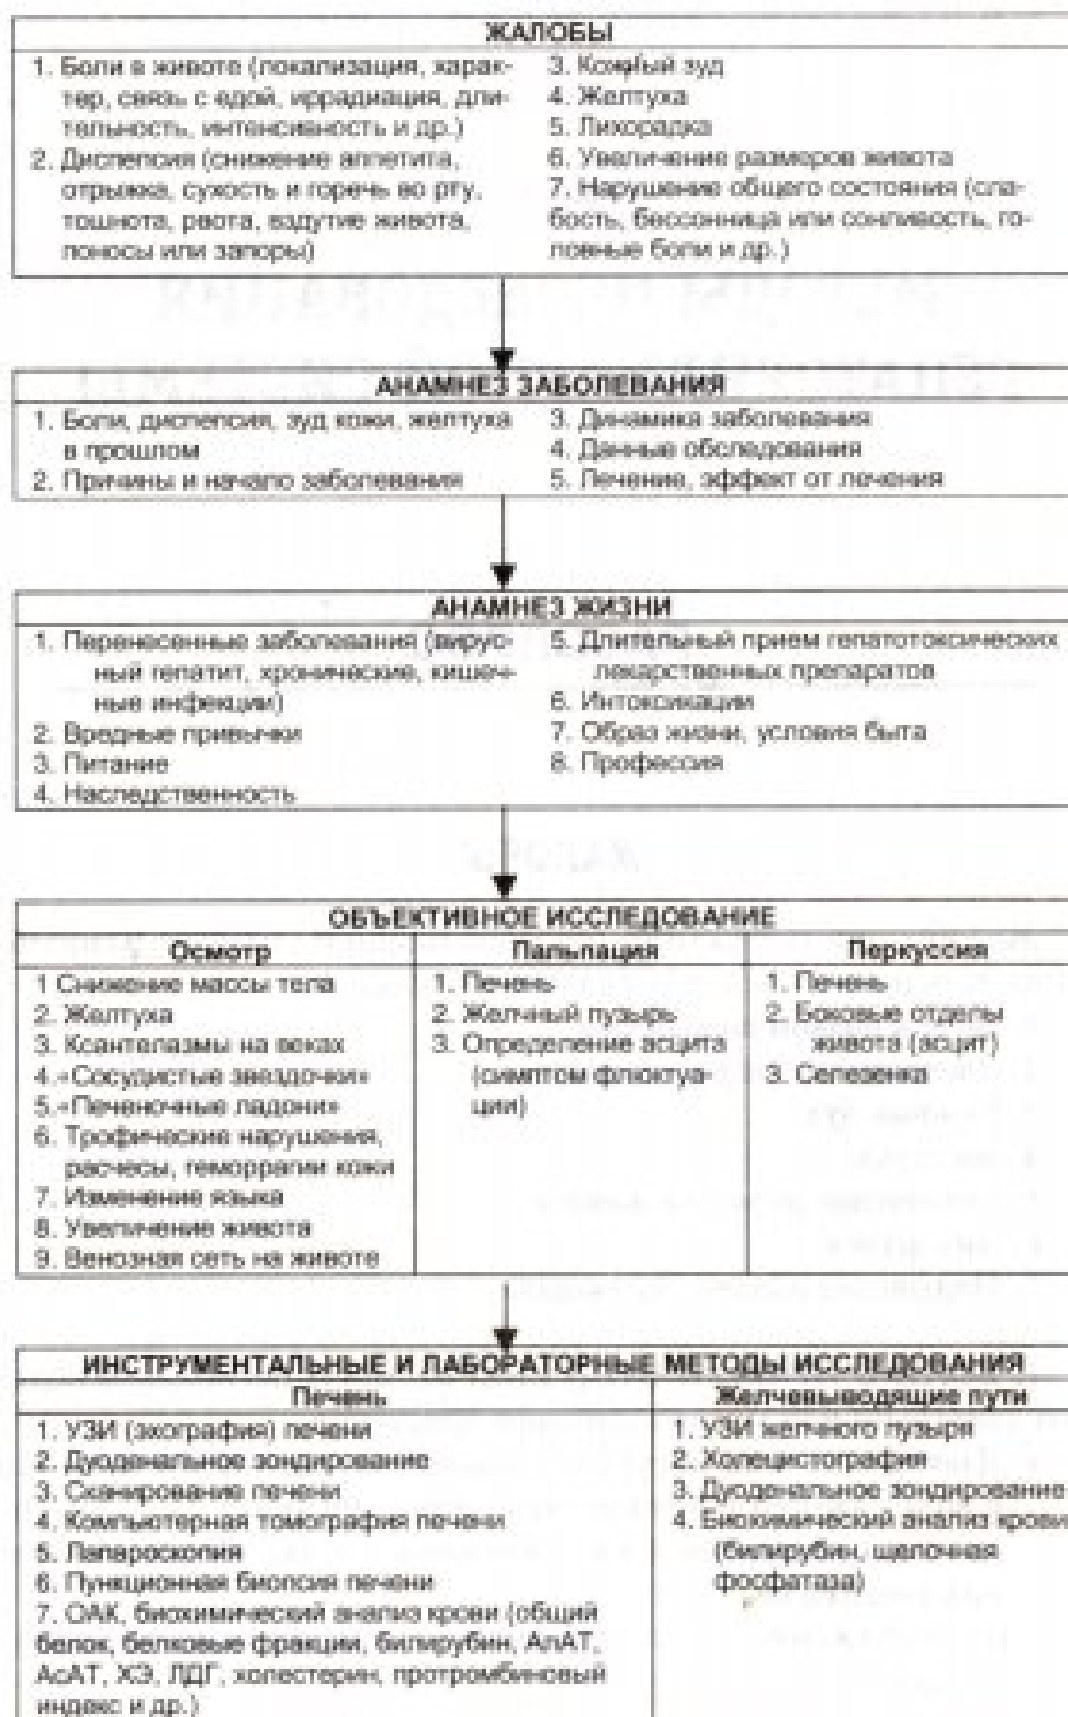 ЖАЛОБЫ
1. Боли в животе (локализация, харак-
тер, связь с едой, иррадиация, дли-
тельность, интенсивность и др.)
2. Диспепсия (снижение аппетита,
отрыжка, сухость и горечь во рту,
тошнота, рвота, вздутие живота,
поносы или запоры)
3. Кожный зуд
4. Желтуха
5. Лихорадка
6. Увеличение размеров живота
7. Нарушение общего состояния (сла-
бость, бессонница или сонливость, го-
ловные боли и др.)
АНАМНЕЗ ЗАБОЛЕВАНИЯ
1. Боли, диспепсия, зуд кожи, желтуха
в прошлом
2. Причины и начало заболевания
3. Динамика заболевания
4. Данные обследования
5. Лечение, эффект от лечения
АНАМНЕЗ ЖИЗНИ
1. Перенесенные заболевания (вирус-
ный гепатит, хронические, кишеч-
ные инфекции)
2. Вредные привычки
3. Питание
4. Наследственность
5. Длительный прием гепатотоксических
лекарственных препаратов
6. Интоксикации
7. Образ жизни, условия быта
8. Профессия
ОБЪЕКТИВНОЕ ИССЛЕДОВАНИЕ
Осмотр
1 Снижение массы тела
2. Желтуха
3. Ксантелазмы на веках
4.«Сосудистые звездочки»
5.«Печеночные ладони»
6. Трофические нарушения,
расчесы, геморрагии кожи
7. Изменение языка
8. Увеличение живота
9. Венозная сеть на животе
Пальпация
1. Печень
2. Желчный пузырь
3. Определение асцита
(симптом флюктуа-
ции)
Перкуссия
1. Печень
2. Боковые отделы
живота (асцит)
3. Селезенка
ИНСТРУМЕНТАЛЬНЫЕ И ЛАБОРАТОРНЫЕ МЕТОДЫ ИССЛЕДОВАНИЯ
Печень
1. УЗИ (эхография) печени
2. Дуоденальное зондирование
3. Сканирование печени
4. Компьютерная томография печени
5. Лапароскопия
6. Пункционная биопсия печени
7. ОАК, биохимический анализ крови (общий
белок, белковые фракции, билирубин, АлАТ,
АсАТ, ХЭ, ЛДГ, холестерин, протромбиновый
индекс и др.)
Желчевыводящие пути
1. УЗИ желчного пузыря
2. Холецистография
3. Дуоденальное зондирование
4. Биохимический анализ крови
(билирубин, щелочная
фосфатаза)